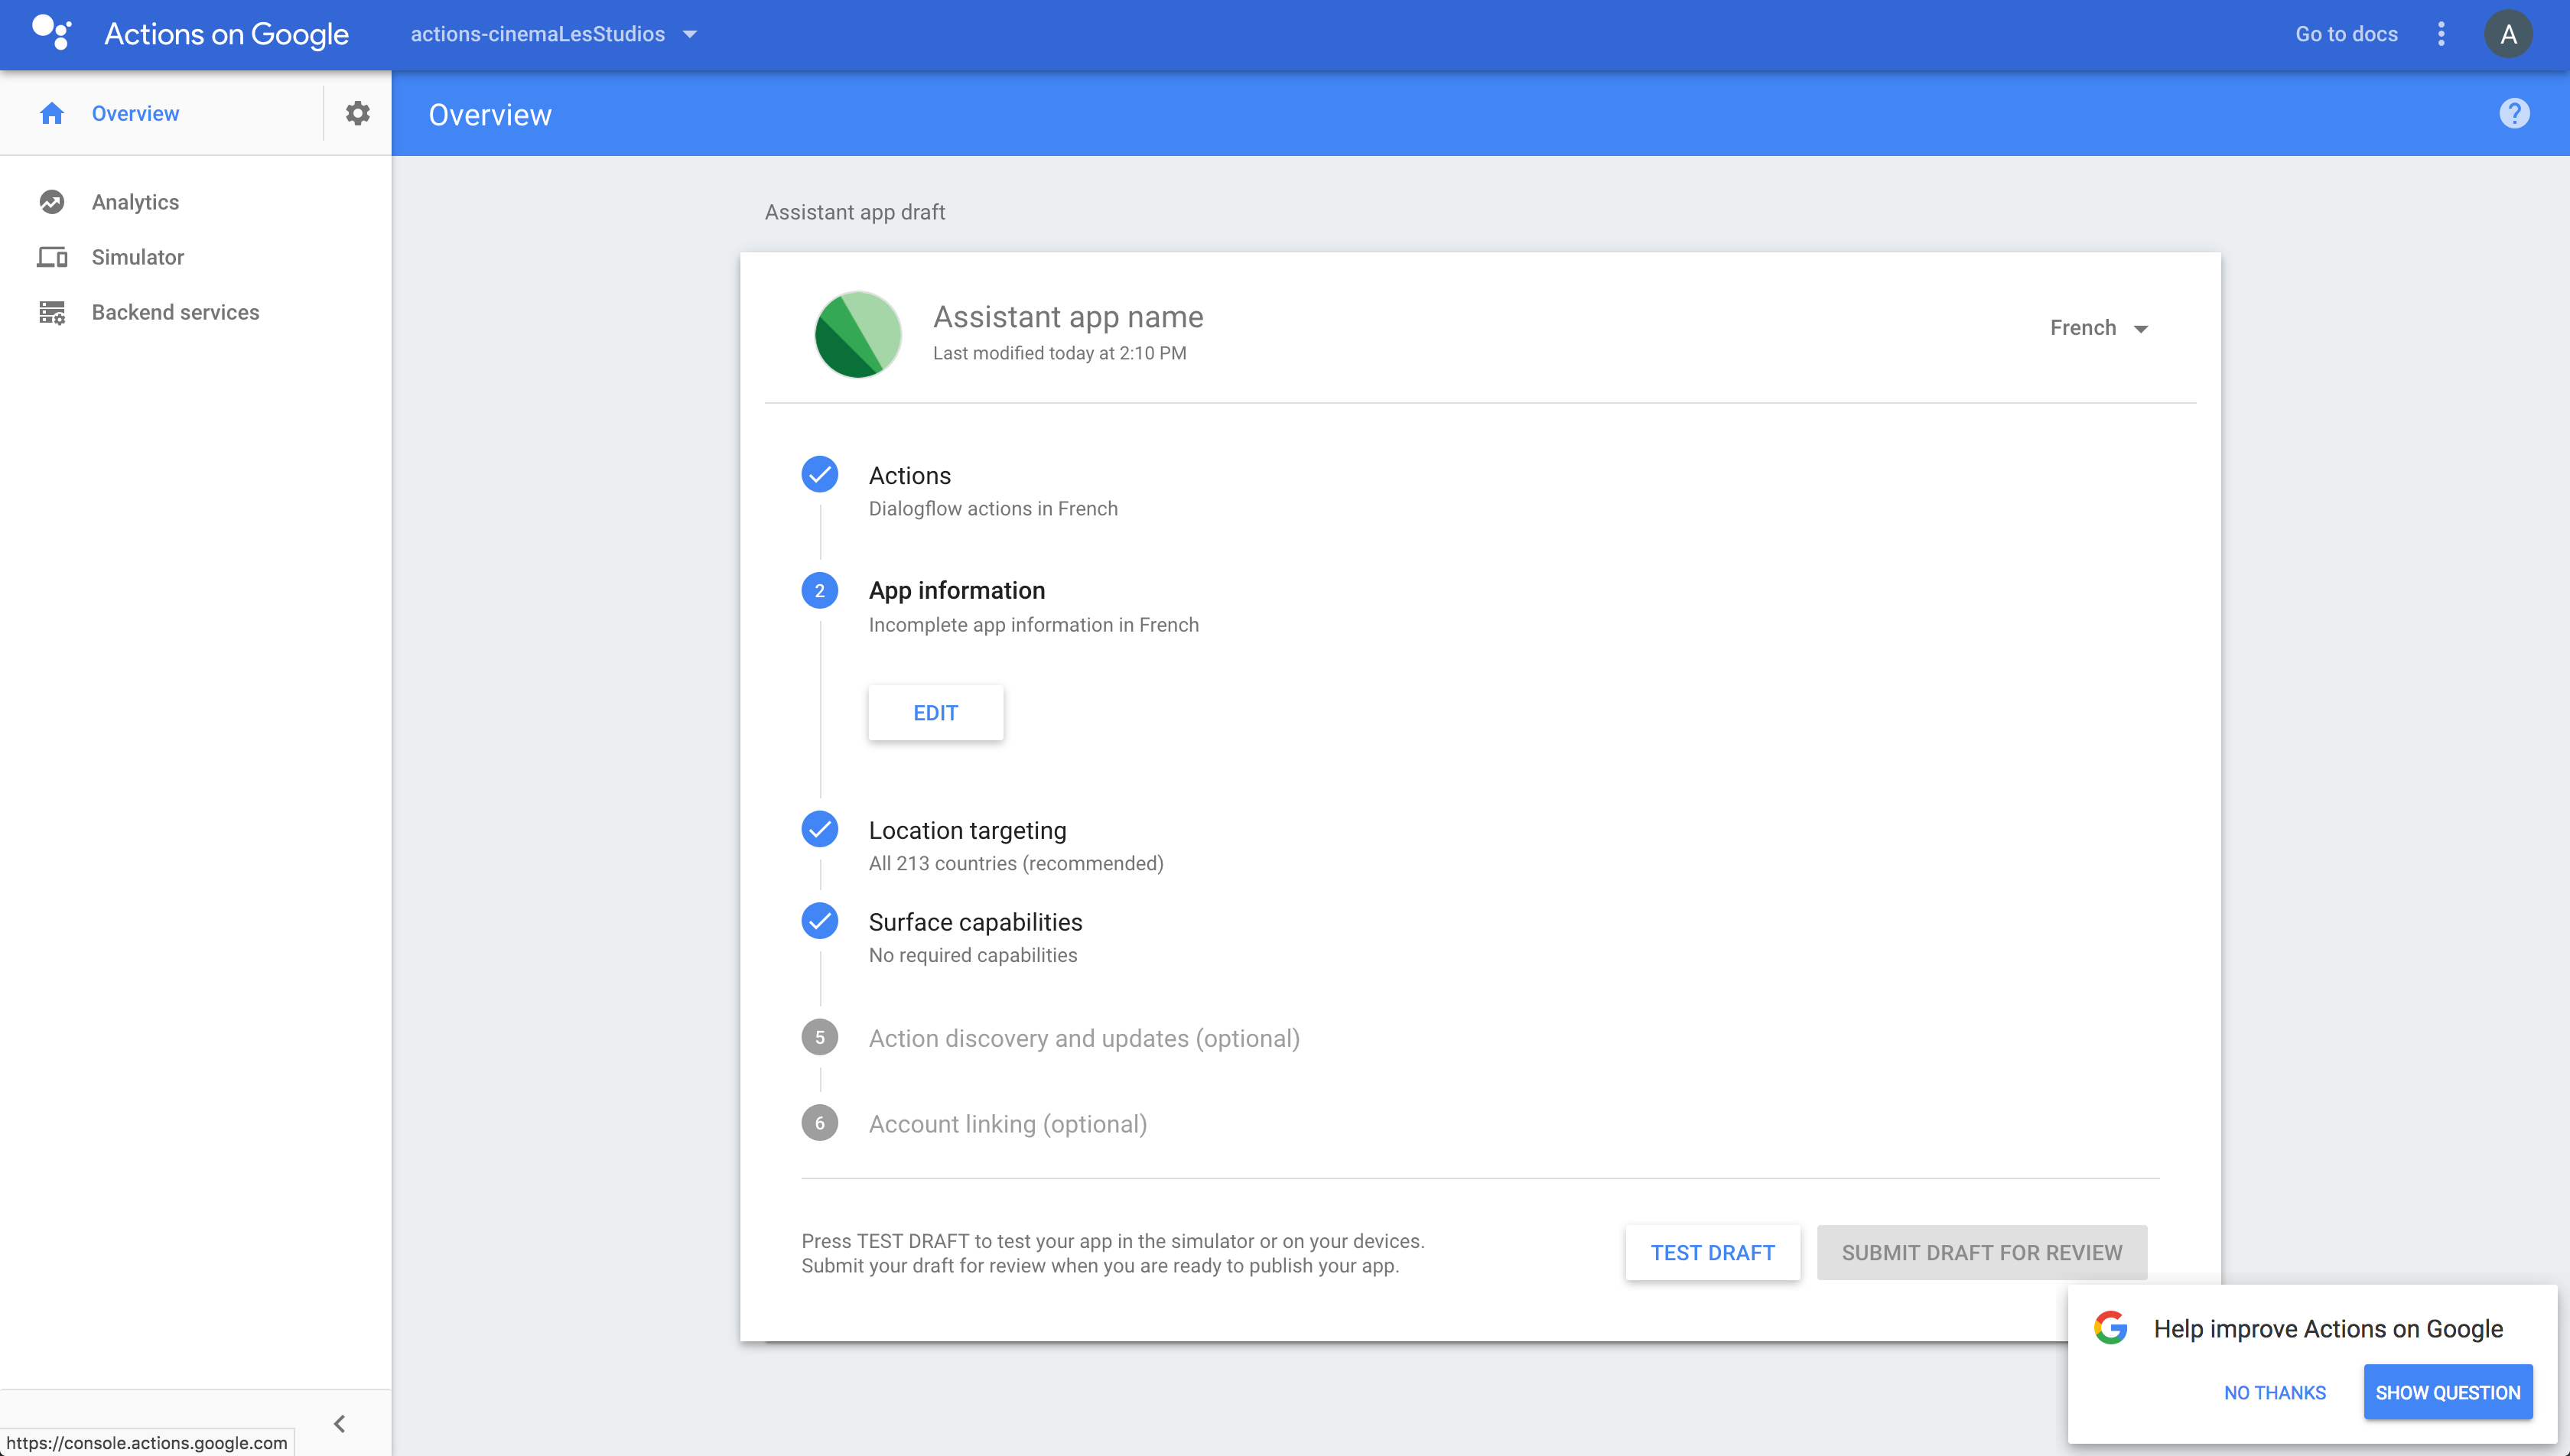 Actions on Google
actions-cinemaLesStudios
Go to docs
A
Overview
Overview
?
Analytics
Simulator
Backend services
Assistant app draft
Assistant app name
Last modified today at 2:10 PM
French
Actions
Dialogflow actions in French
2
App information
Incomplete app information in French
EDIT
Location targeting
All 213 countries (recommended)
Surface capabilities
No required capabilities
5
Action discovery and updates (optional)
6
Account linking (optional)
Press TEST DRAFT to test your app in the simulator or on your devices.
Submit your draft for review when you are ready to publish your app.
TEST DRAFT
SUBMIT DRAFT FOR REVIEW
Help improve Actions on Google
NO THANKS
SHOW QUESTION
https://console.actions.google.com